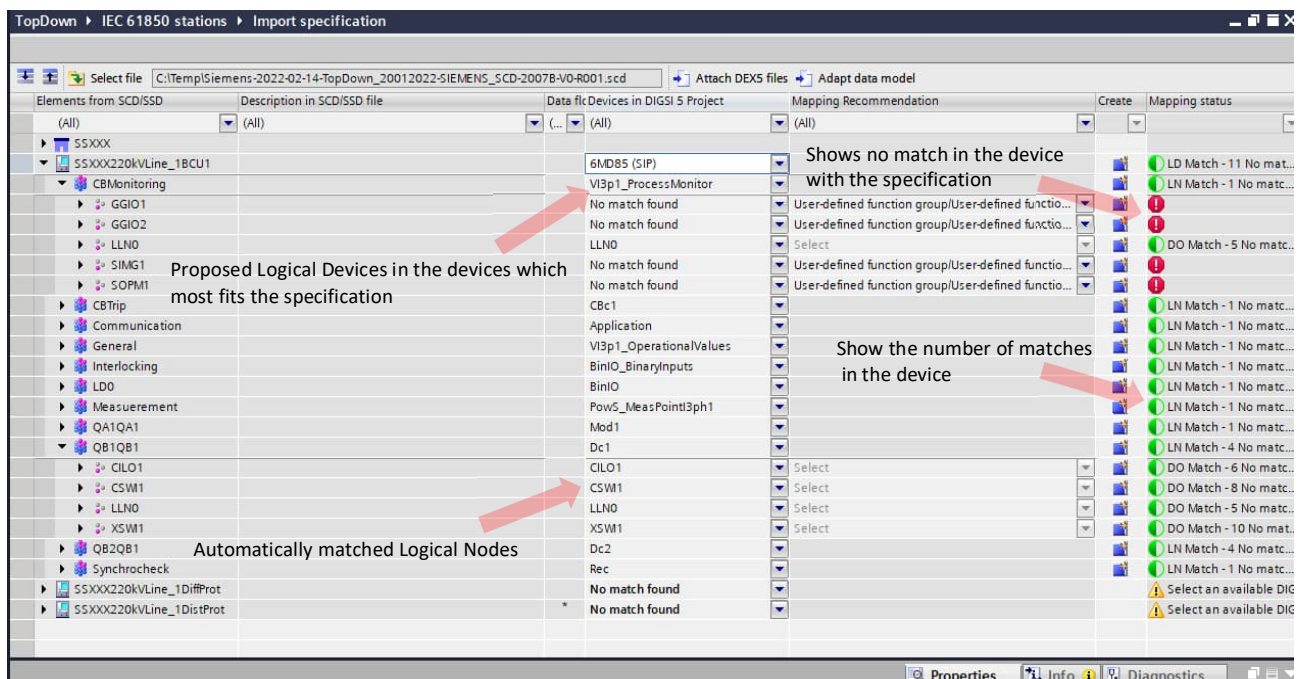 TopDown ▸ IEC 61850 stations ▸ Import specification
Select file C:\Temp\Siemens-2022-02-14-TopDown_20012022-SIEMENS_SCD-2007B-V0-R001.scd Attach DEX5 files Adapt data model
Elements from SCD/SSD Description in SCD/SSD file Data flc Devices in DIGSI 5 Project Mapping Recommendation Create Mapping status
(All) (All) (... (All) (All)
SSXXX
SSXXX220kVLine_1BCU1 6MD85 (SIP) LD Match - 11 No mat...
CBMonitoring VI3p1_ProcessMonitor LN Match - 1 No matc...
GGIO1 No match found User-defined function group/User-defined functio...
GGIO2 No match found User-defined function group/User-defined functio...
LLN0 LLN0 Select DO Match - 5 No matc...
SIMG1 No match found User-defined function group/User-defined functio...
SOPM1 No match found User-defined function group/User-defined functio...
CBTrip CBc1 LN Match - 1 No matc...
Communication Application LN Match - 1 No matc...
General VI3p1_OperationalValues LN Match - 1 No matc...
Interlocking BinIO_BinaryInputs LN Match - 1 No matc...
LD0 BinIO LN Match - 1 No matc...
Measuerement PowS_MeasPointI3ph1 LN Match - 1 No matc...
QA1QA1 Mod1 LN Match - 1 No matc...
QB1QB1 Dc1 LN Match - 4 No matc...
CILO1 CILO1 Select DO Match - 6 No matc...
CSWI1 CSWI1 Select DO Match - 8 No matc...
LLN0 LLN0 Select DO Match - 5 No matc...
XSWI1 XSWI1 Select DO Match - 10 No mat...
QB2QB1 Dc2 LN Match - 4 No matc...
Synchrocheck Rec LN Match - 1 No matc...
SSXXX220kVLine_1DiffProt No match found Select an available DIG
SSXXX220kVLine_1DistProt * No match found Select an available DIG
Shows no match in the device
with the specification
Proposed Logical Devices in the devices which
most fits the specification
Show the number of matches
in the device
Automatically matched Logical Nodes
Properties Info Diagnostics